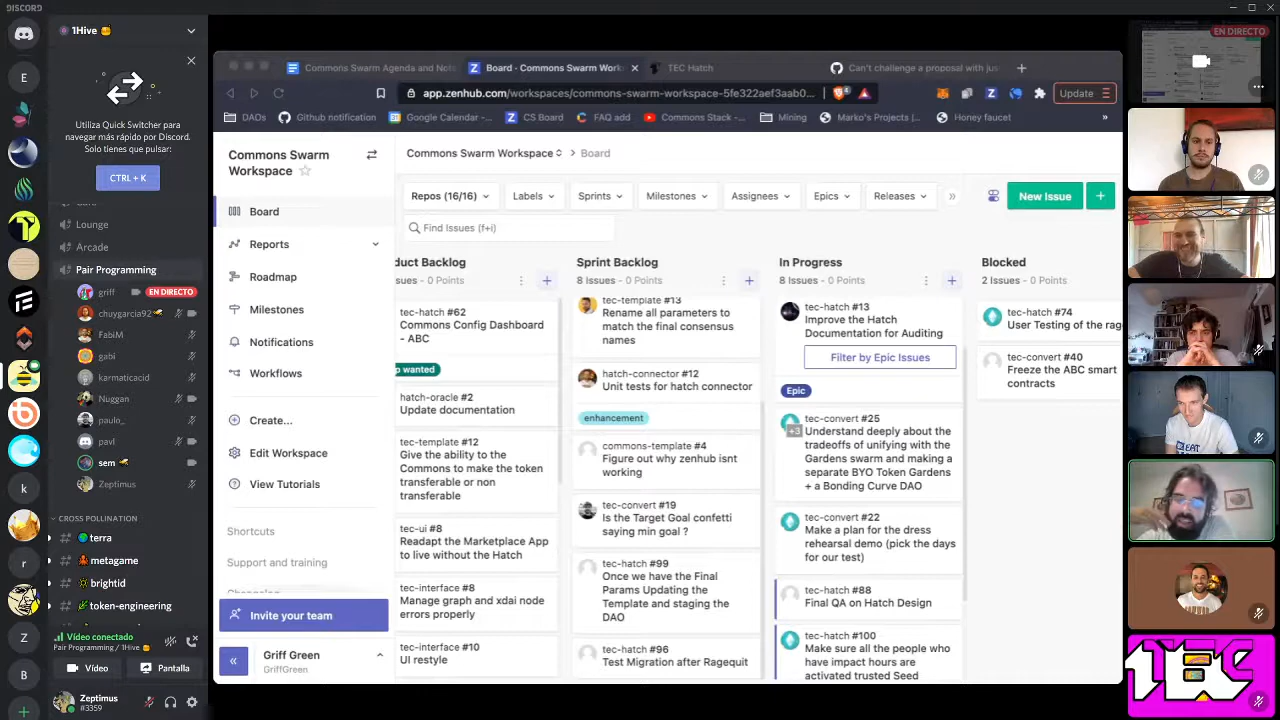 DISCORD
1Hive
Utiliza Quick Switcher para
navegar más rápido por Discord.
Solo tienes que pulsar:
CTRL + K
Lounge
Arcade
Pair Programming
griff
EN DIRECTO
chuygarcia92
FabiM
gabi
karmaticacid
Nuggan
paulo_
pavl
sem
Zeptimus
CROSS POLLINATION
terra
metagame
brightid
token-engineering
Vídeo conectado
Pair Programming / 1Hive
Vídeo
Pantalla
Zeptimus
#3359
E
k
r
Z
B
Commons Swarm Agenda and Not
Board - Commons Swarm Work
TEC Hatch
Can't challenge a proposal with jus
app.zenhub.com/workspaces/commons-swarm-workspace-5fe322aef3aab0...
4
Update
DAOs
Github notification
Google Calendar -...
CS Board
FAQ add
Commons Stack -...
Mining
Marko's Projects |...
Honey faucet
»
Commons Swarm
Workspace
Board
Reports
Roadmap
Milestones
Notifications
Workflows
Create...
Edit Workspace
View Tutorials
Shortcuts
Support and training
Invite your team
«
Griff Green
GriffGreen
Commons Swarm Workspace
Board
Repos (16/16)
Labels
Sprints
Milestones
Assignees
Epics
Releases
»
New Issue
+
Find Issues (f+i)
duct Backlog
sues - 0 Points
tec-hatch #62
Commons Config Dashboard
- ABC
p wanted
hatch-oracle #2
Update documentation
tec-template #12
Give the ability to the
Commons to make the token
transferable or non
transferable
tec-ui #8
Readapt the Marketplace App
to live without the Hatch
tec-interface #8
Manage graph and xdai node
errors properly
tec-interface #10
UI restyle
Sprint Backlog
8 Issues - 0 Points
tec-template #13
Rename all parameters to
match the final consensus
names
hatch-connector #12
Unit tests for hatch connector
enhancement
commons-template #4
Figure out why zenhub isnt
working
tec-convert #19
Is the Target Goal confetti
saying min goal ?
tec-hatch #99
Once we have the Final
Params Updating the
Template and staging the
DAO
tec-hatch #96
Test Migration after Ragequit
In Progress
8 Issues - 0 Points
tec-hatch #13
Improve the Hatch
Documentation for Auditing
Filter by Epic Issues
Epic
tec-convert #25
+3
Understand deeply about the
tradeoffs of unifying with the
Gardens swarm and making a
separate BYO Token Gardens
+ a Bonding Curve DAO
tec-convert #22
Make a plan for the dress
rehearsal demo (pick the days
for our test)
tec-hatch #88
Final QA on Hatch Design
tec-hatch #100
Make sure all the people who
have impact hours are
activated trusted Seed
Blocked
2 Issues - 0 Points
tec-hatch #74
User Testing of the rag
tec-convert #40
Freeze the ABC smart
contracts
EN DIRECTO
TEC